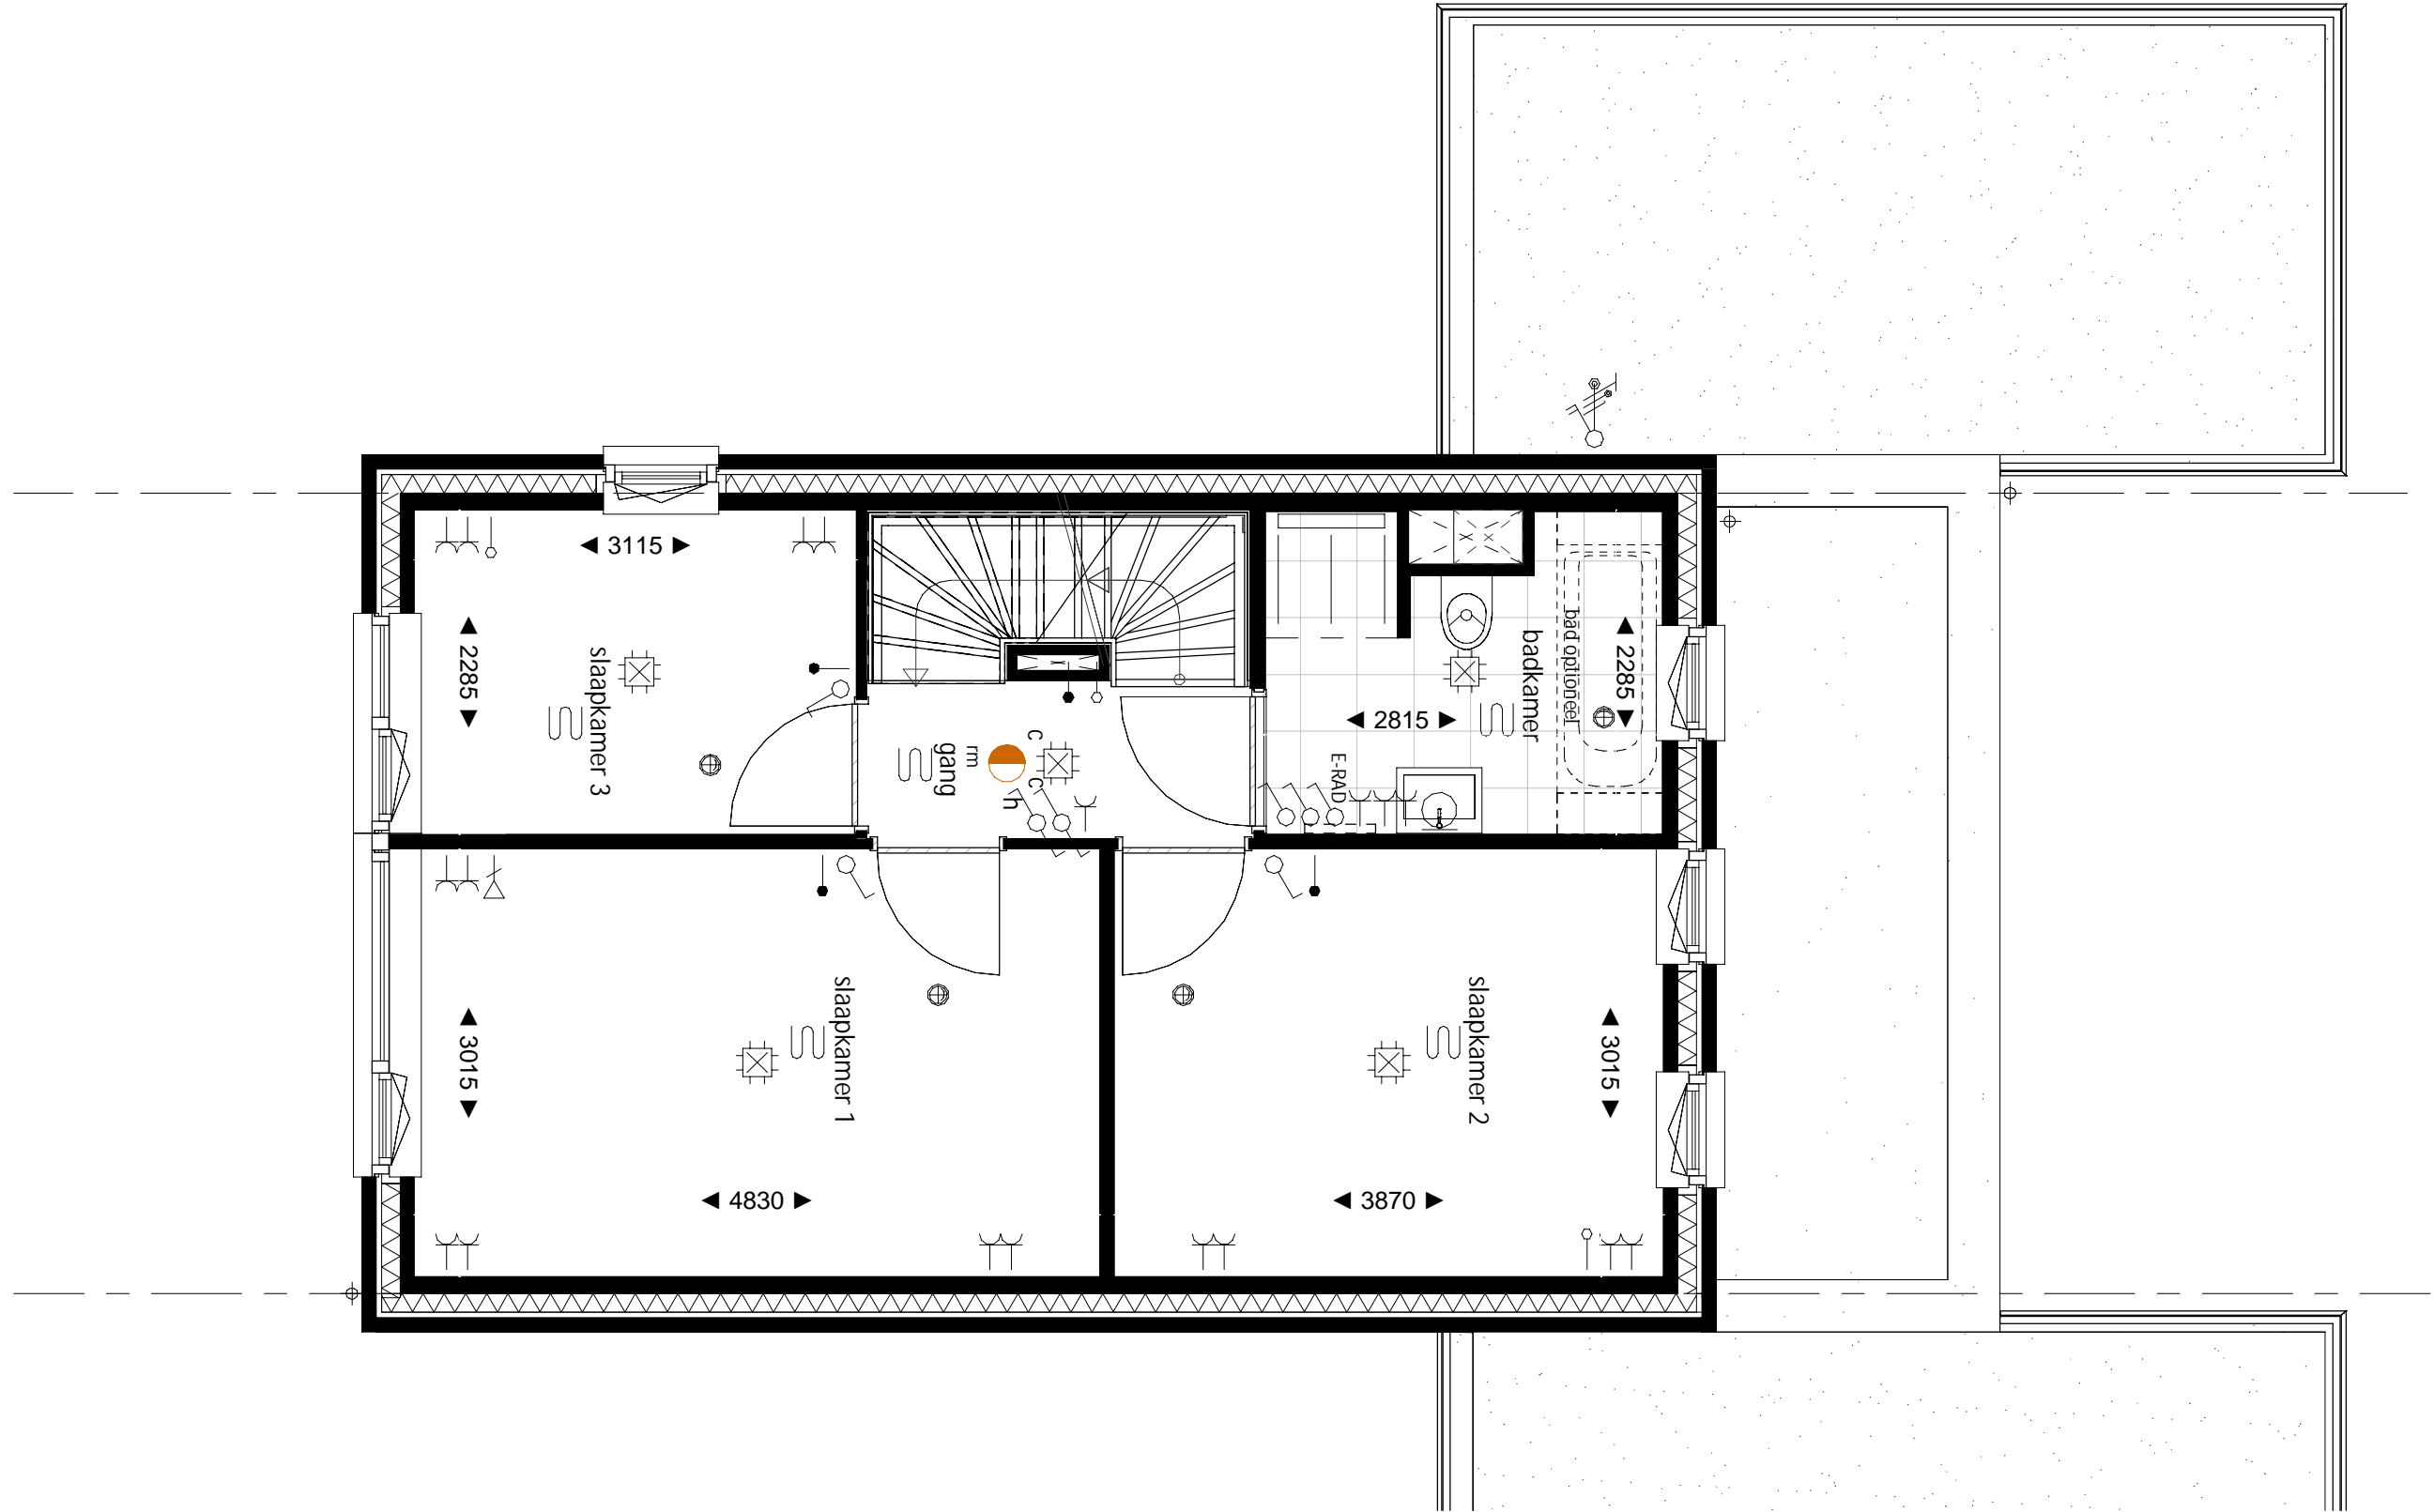 ◄ 3115 ►
◄ 2285 ►
slaapkamer 3
gang
rm
c
c
h
◄ 2815 ►
badkamer
bad optioneel
◄ 2285 ►
E-RAD
◄ 3015 ►
slaapkamer 1
◄ 4830 ►
slaapkamer 2
◄ 3015 ►
◄ 3870 ►